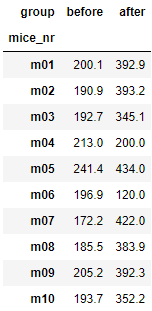 group before after
mice_nr
m01 200.1 392.9
m02 190.9 393.2
m03 192.7 345.1
m04 213.0 200.0
m05 241.4 434.0
m06 196.9 120.0
m07 172.2 422.0
m08 185.5 383.9
m09 205.2 392.3
m10 193.7 352.2